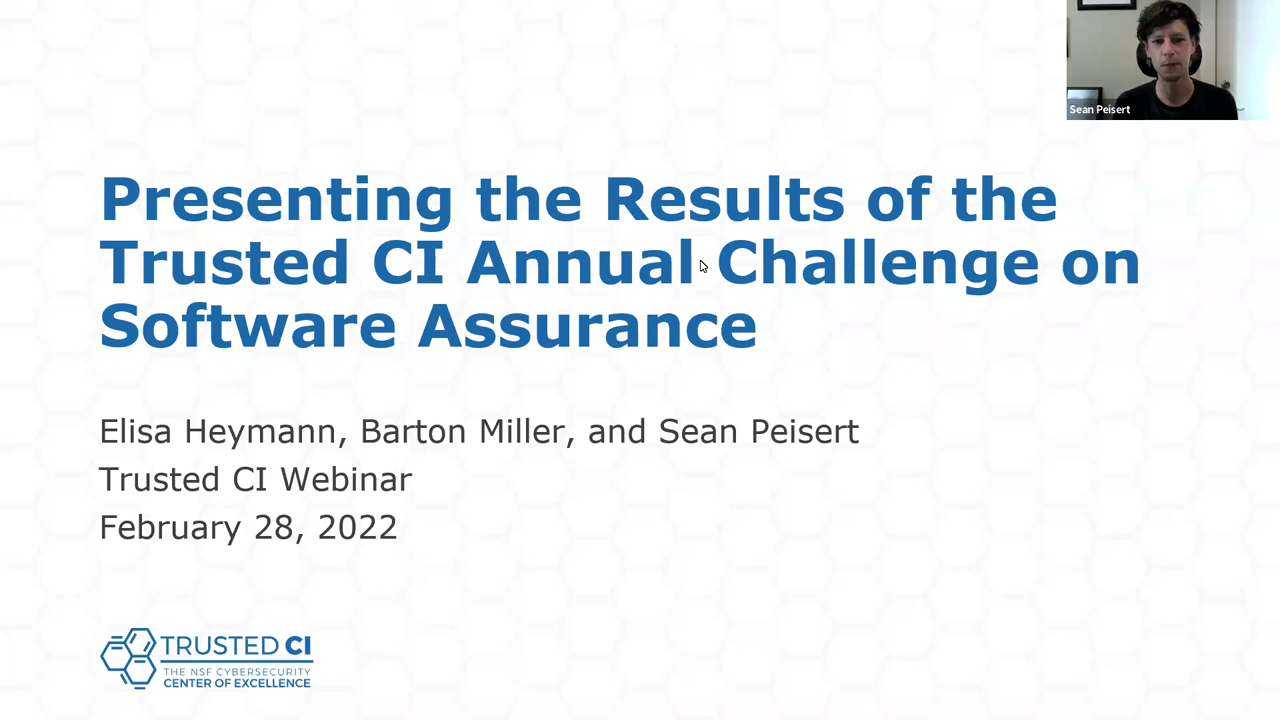 Sean Peisert
Presenting the Results of the
Trusted CI Annual Challenge on
Software Assurance
Elisa Heymann, Barton Miller, and Sean Peisert
Trusted CI Webinar
February 28, 2022
TRUSTED CI
THE NSF CYBERSECURITY
CENTER OF EXCELLENCE